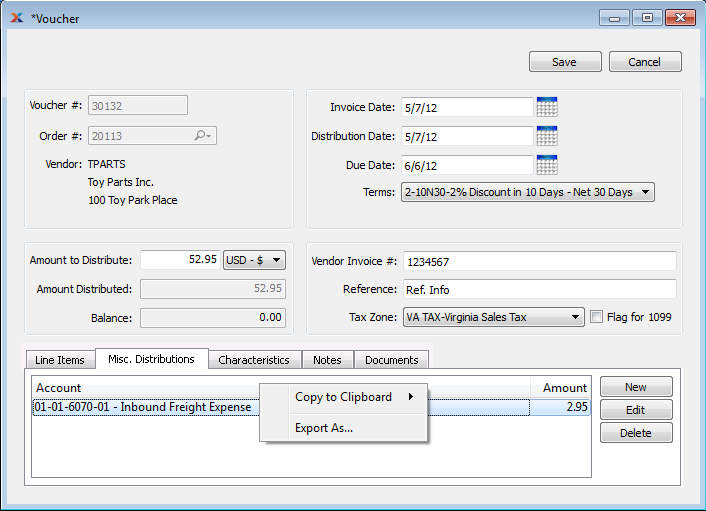 *Voucher
Save Cancel
Voucher #: 30132
Order #: 20113
Vendor: TPARTS
Toy Parts Inc.
100 Toy Park Place
Invoice Date: 5/7/12
Distribution Date: 5/7/12
Due Date: 6/6/12
Terms: 2-10N30-2% Discount in 10 Days - Net 30 Days
Amount to Distribute: 52.95 USD - $
Amount Distributed: 52.95
Balance: 0.00
Vendor Invoice #: 1234567
Reference: Ref. Info
Tax Zone: VA TAX-Virginia Sales Tax Flag for 1099
Line Items Misc. Distributions Characteristics Notes Documents
Account Amount
01-01-6070-01 - Inbound Freight Expense 2.95
Copy to Clipboard
Export As...
New
Edit
Delete